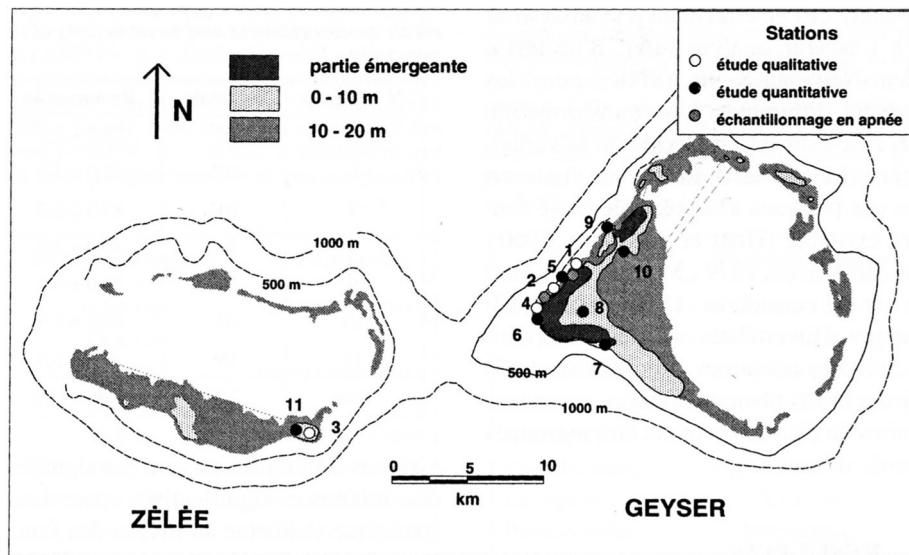 Stations
étude qualitative
étude quantitative
échantillonnage en apnée
partie émergeante
0 - 10 m
10 - 20 m
N
1000 m
500 m
9
1
5
2
4
6
10
8
7
500 m
1000 m
11
3
0 5 10
km
ZÉLÉE
GEYSER